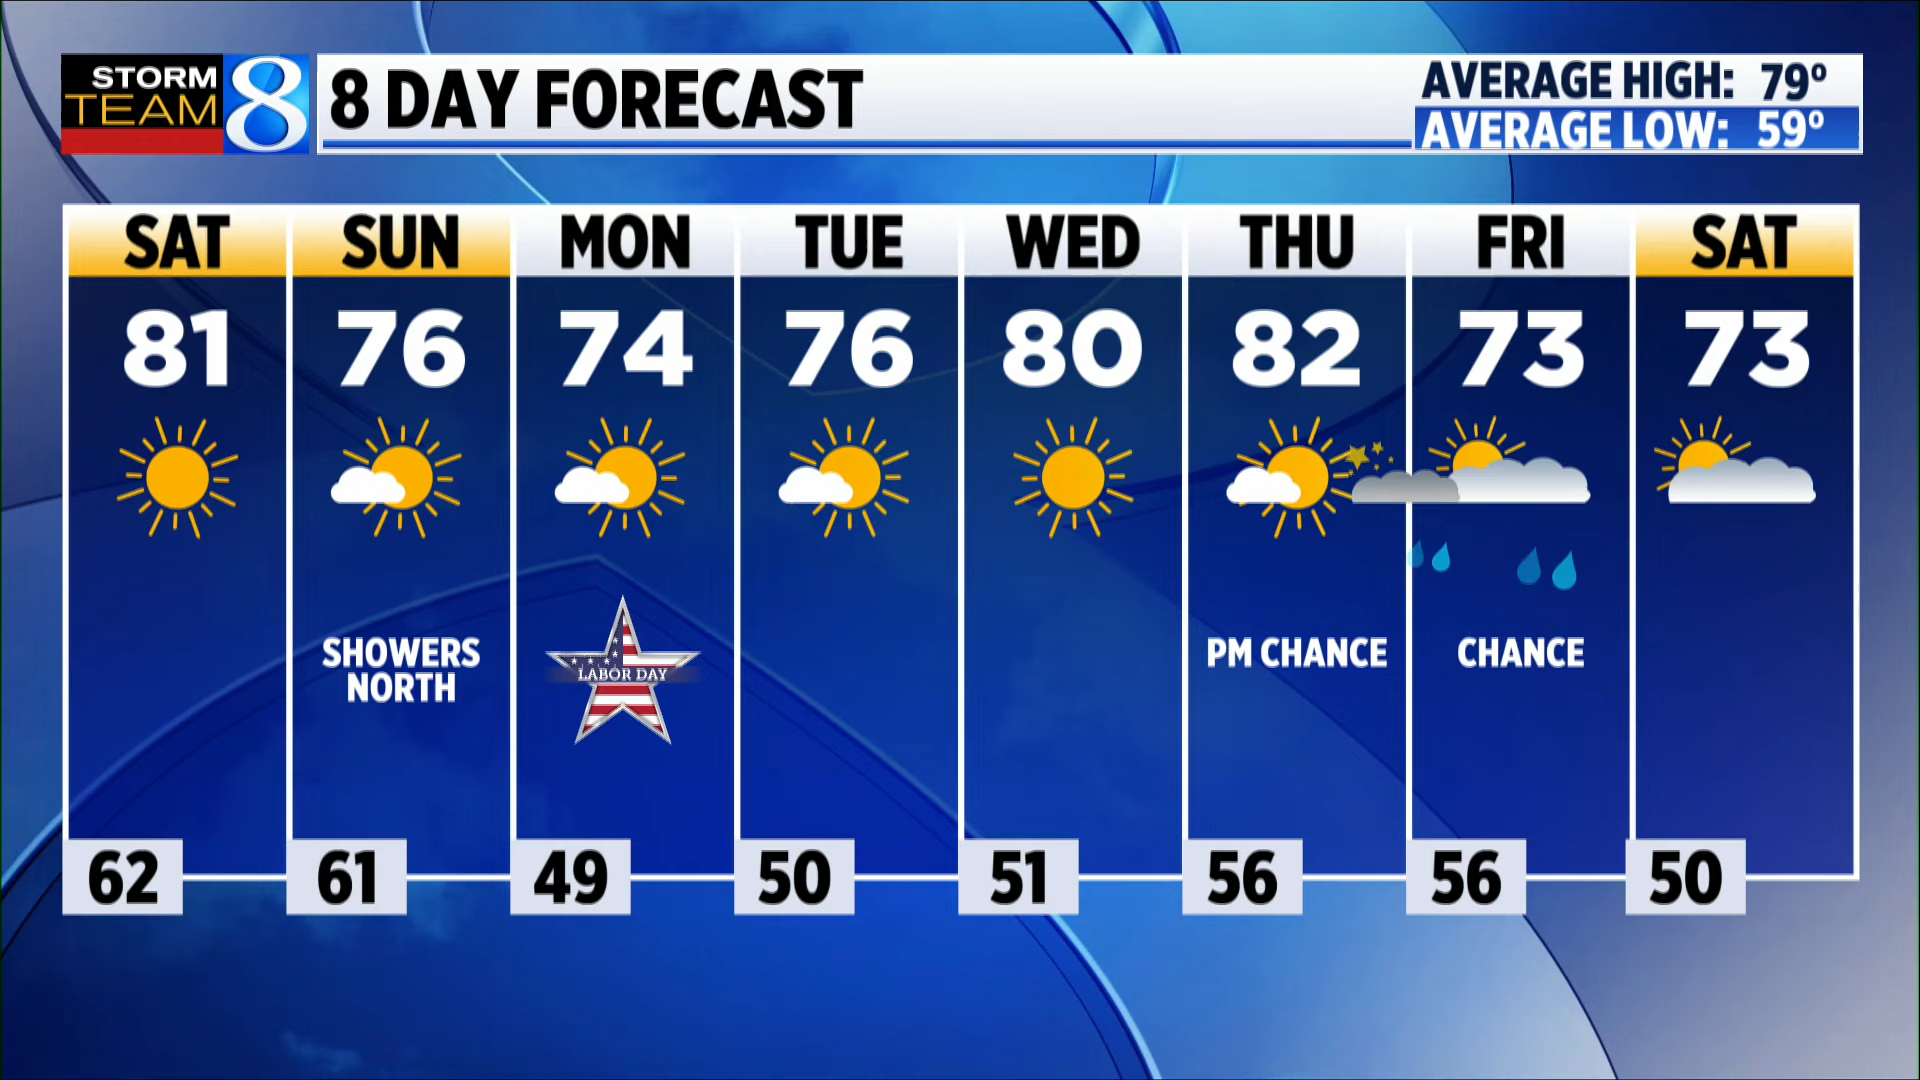 STORM
TEAM 8
8 DAY FORECAST
AVERAGE HIGH: 79°
AVERAGE LOW: 59°
SAT SUN MON TUE WED THU FRI SAT
81 76 74 76 80 82 73 73
SHOWERS
NORTH
LABOR DAY
PM CHANCE
CHANCE
62 61 49 50 51 56 56 50